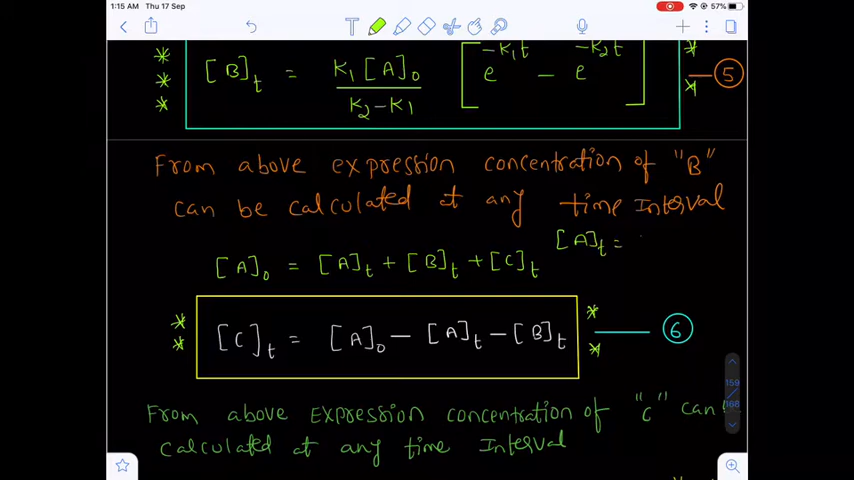 1:15 AM Thu 17 Sep
57%
[B]t = K1 [A]0 / K2-K1 [ e^-K1t - e^-K2t ] 5
From above expression concentration of "B"
can be calculated at any time Interval
[A]t =
[A]0 = [A]t + [B]t + [C]t
[C]t = [A]0 - [A]t - [B]t 6
159
/
168
From above Expression concentration of "C" can
calculated at any time Interval